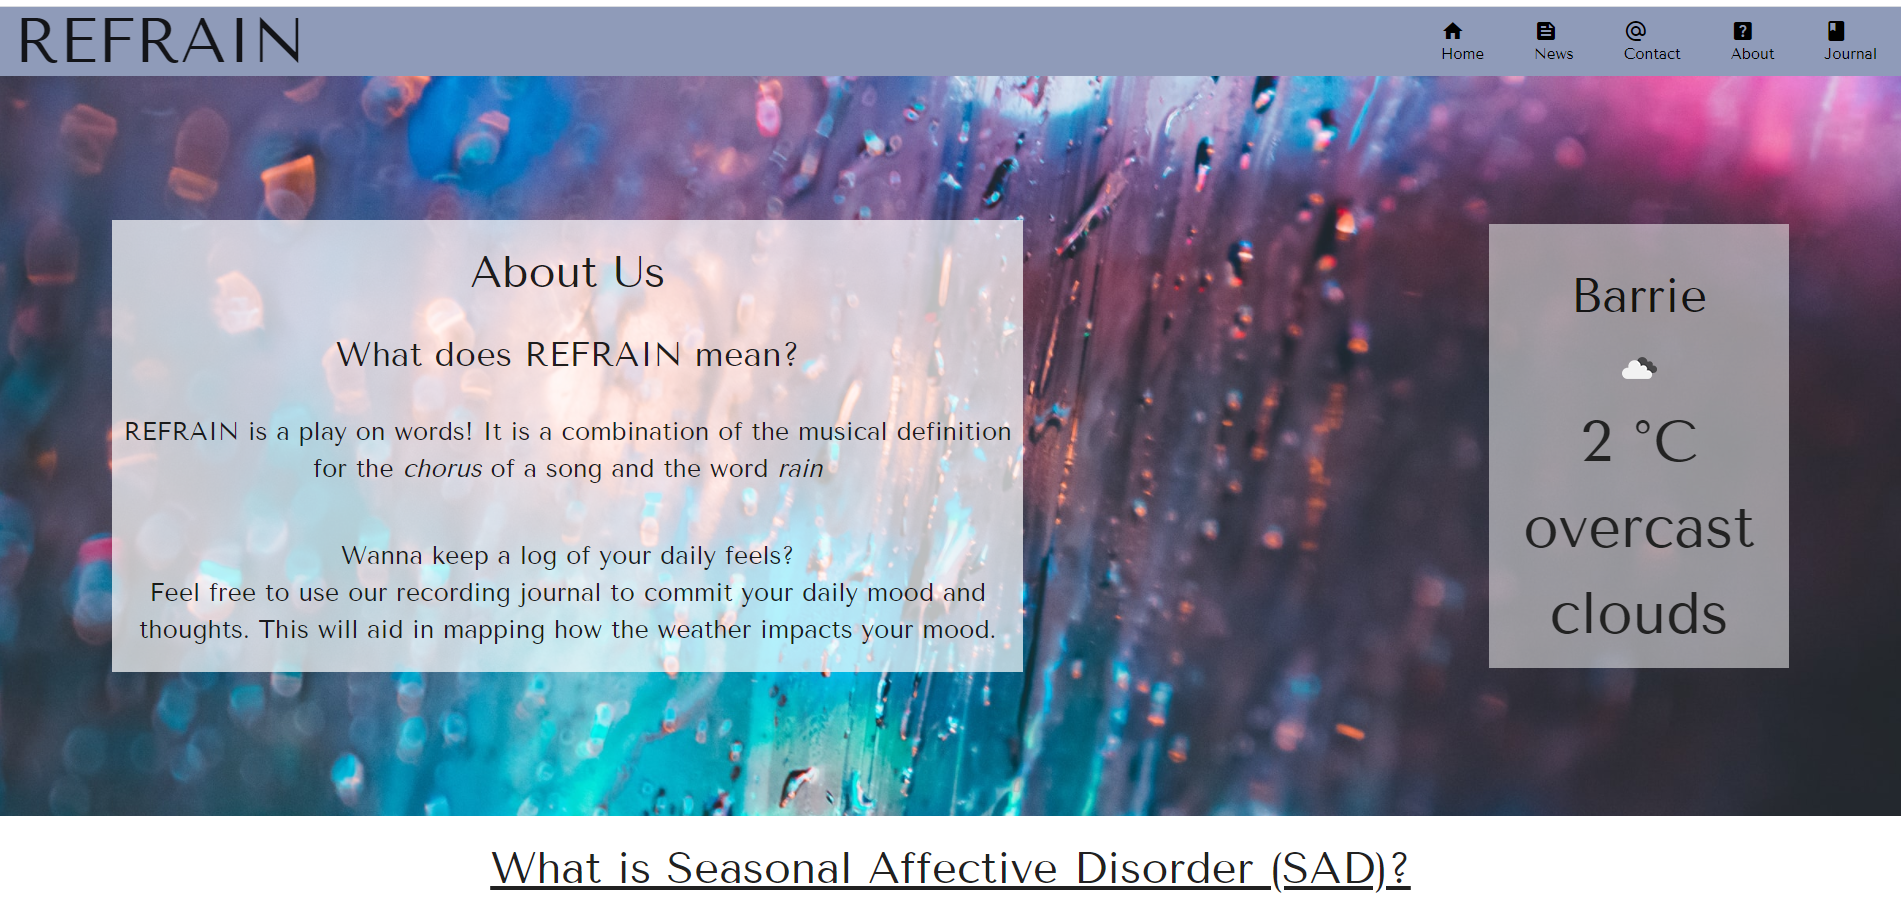 REFRAIN
Home News Contact About Journal
About Us
What does REFRAIN mean?
REFRAIN is a play on words! It is a combination of the musical definition
for the chorus of a song and the word rain
Wanna keep a log of your daily feels?
Feel free to use our recording journal to commit your daily mood and
thoughts. This will aid in mapping how the weather impacts your mood.
Barrie
2 °C
overcast
clouds
What is Seasonal Affective Disorder (SAD)?